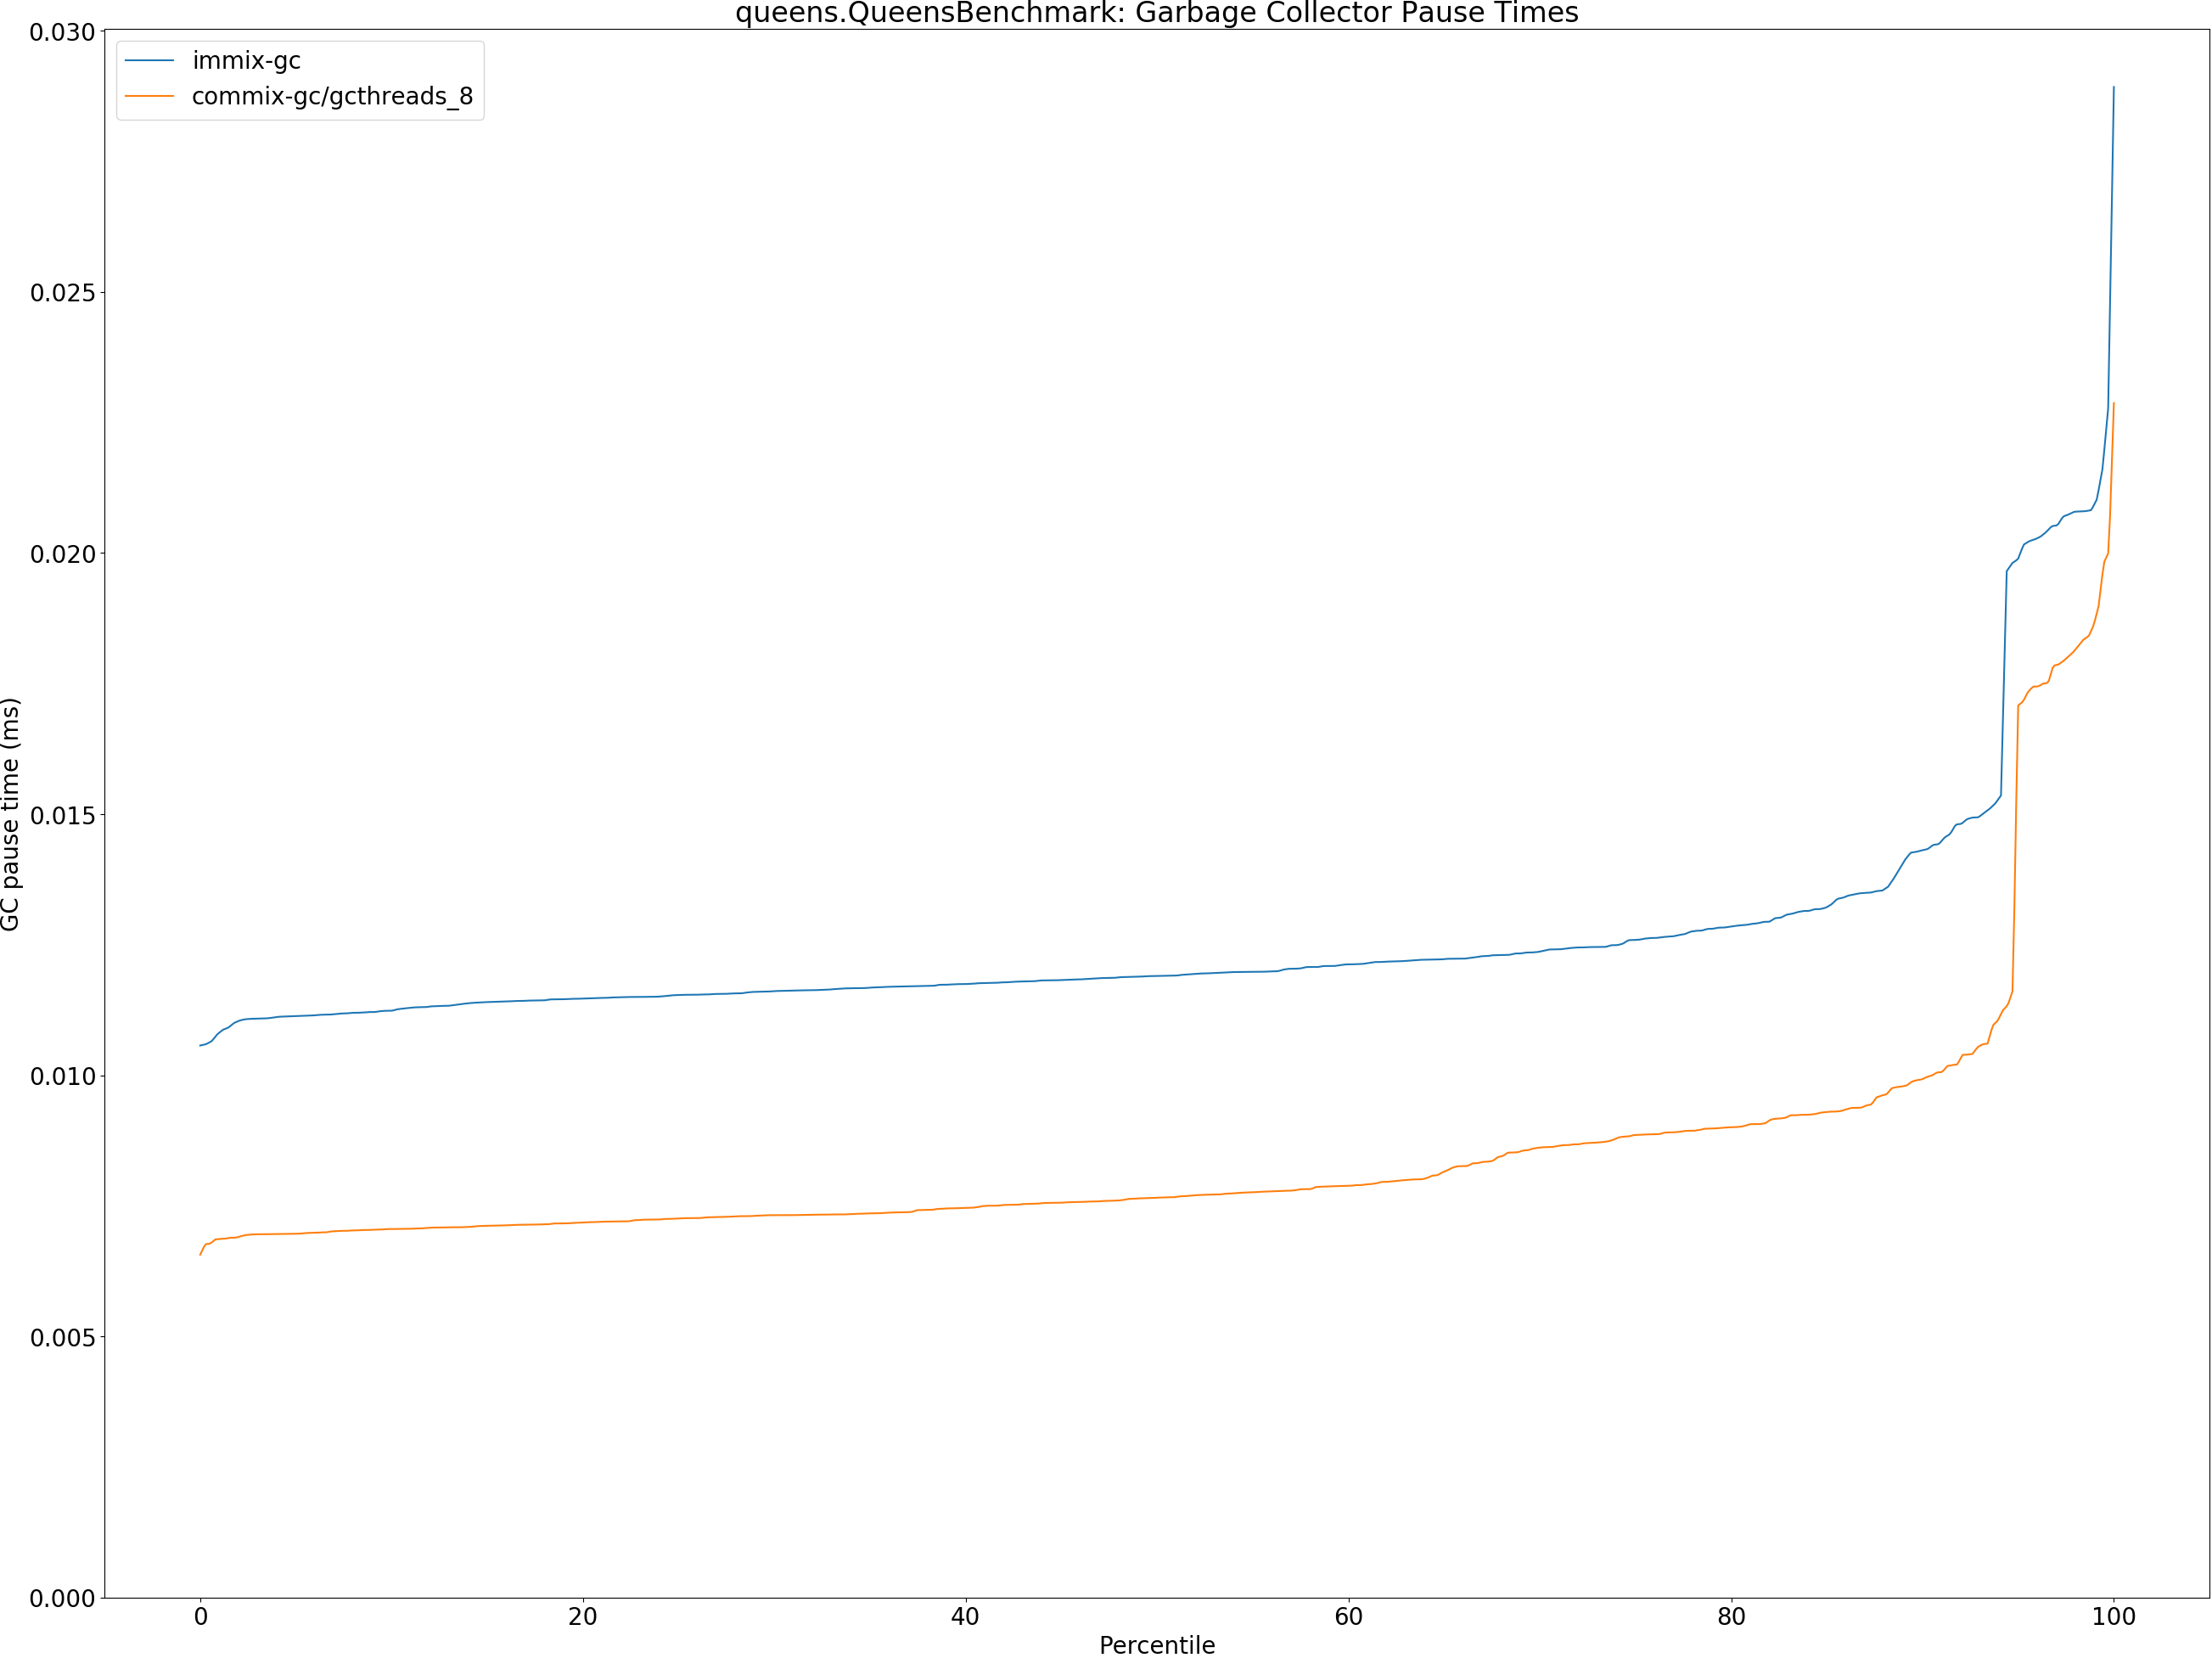 queens.QueensBenchmark: Garbage Collector Pause Times
immix-gc
commix-gc/gcthreads_8
GC pause time (ms)
0.030
0.025
0.020
0.015
0.010
0.005
0.000
0 20 40 60 80 100
Percentile